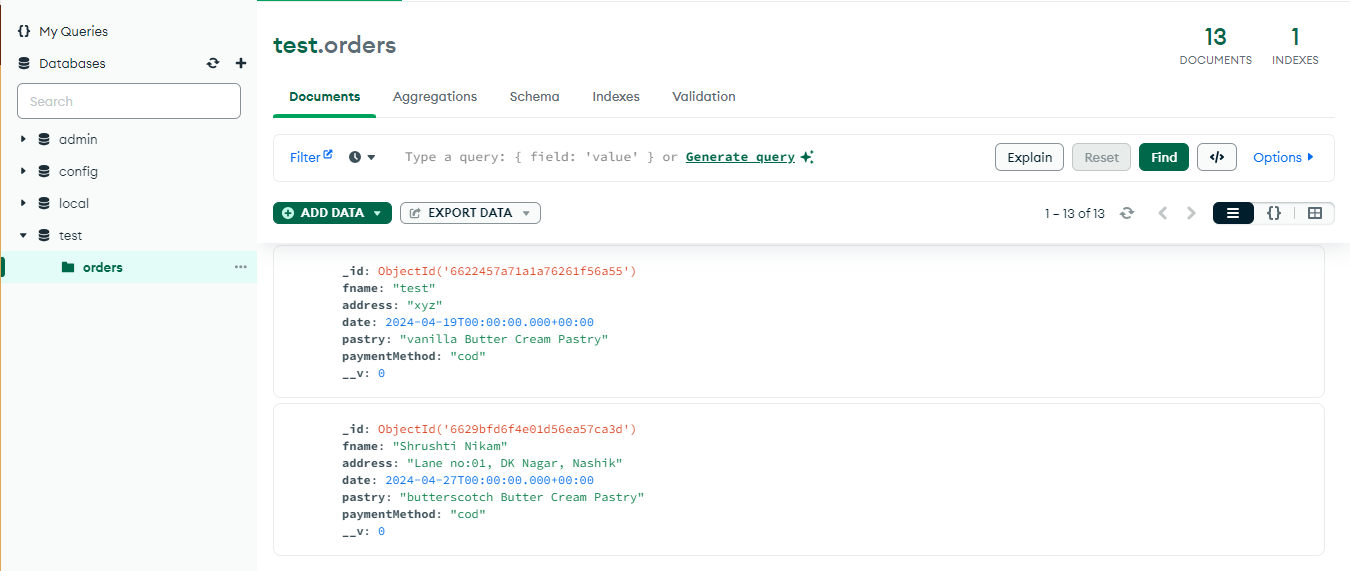 My Queries
Databases
Search
admin
config
local
test
orders
test.orders
13
DOCUMENTS
1
INDEXES
Documents Aggregations Schema Indexes Validation
Filter Type a query: { field: 'value' } or Generate query Explain Reset Find </> Options
ADD DATA EXPORT DATA 1 – 13 of 13 {}
_id: ObjectId('6622457a71a1a76261f56a55')
fname: "test"
address: "xyz"
date: 2024-04-19T00:00:00.000+00:00
pastry: "vanilla Butter Cream Pastry"
paymentMethod: "cod"
__v: 0
_id: ObjectId('6629bfd6f4e01d56ea57ca3d')
fname: "Shrushti Nikam"
address: "Lane no:01, DK Nagar, Nashik"
date: 2024-04-27T00:00:00.000+00:00
pastry: "butterscotch Butter Cream Pastry"
paymentMethod: "cod"
__v: 0